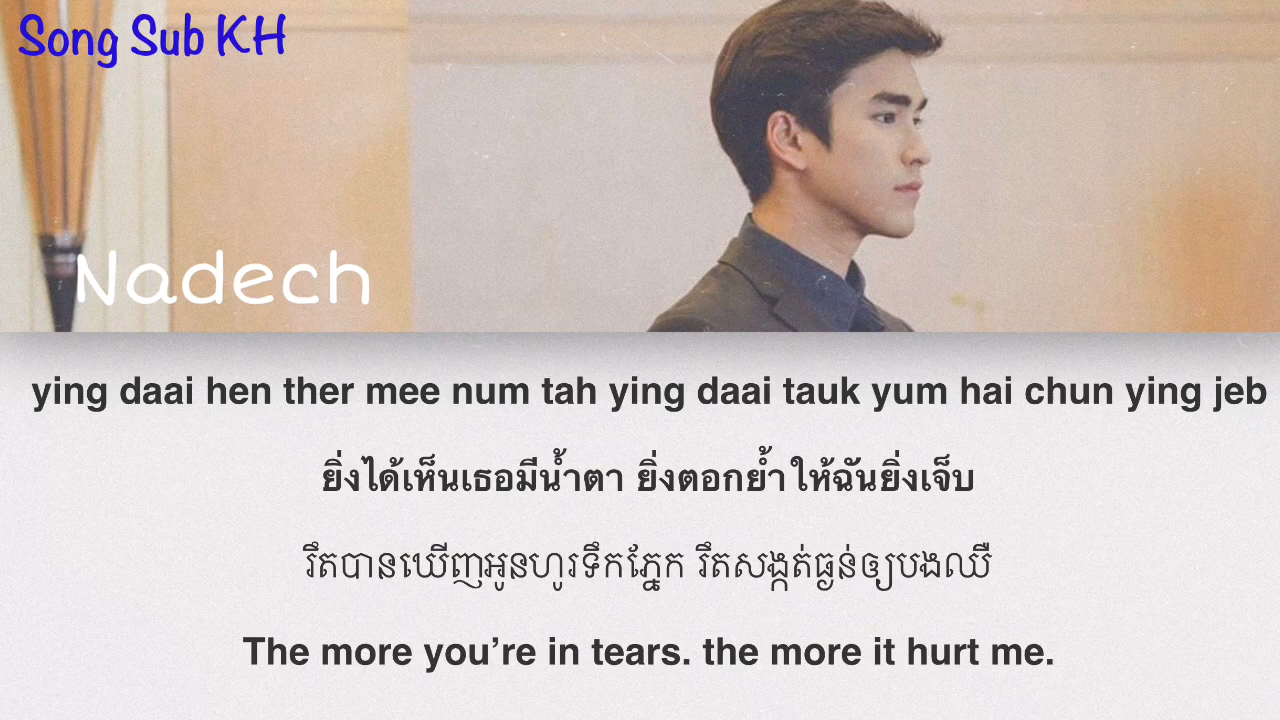 Song Sub KH
Nadech
ying daai hen ther mee num tah ying daai tauk yum hai chun ying jeb
ยิ่งได้เห็นเธอมีน้ำตา ยิ่งตอกย้ำให้ฉันยิ่งเจ็บ
រឹតបានឃើញអូនហូរទឹកភ្នែក រឹតសង្កត់ធ្ងន់ឲ្យបងឈឺ
The more you’re in tears. the more it hurt me.